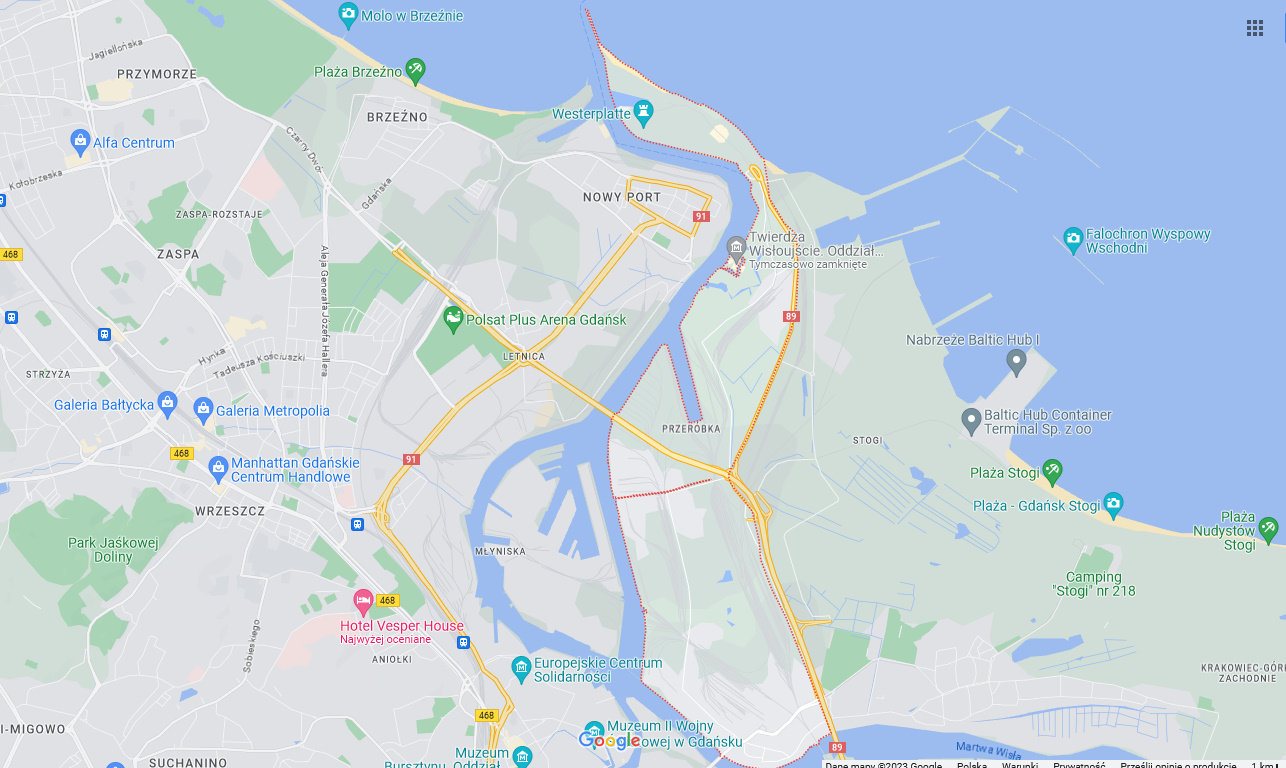 Molo w Brzeźnie
Jagiellońska
PRZYMORZE
Plaża Brzeźno
BRZEŹNO
Westerplatte
Alfa Centrum
Czarny Dwór
Kołobrzeska
Gdańska
NOWY PORT
ZASPA-ROZSTAJE
91
Twierdza
Wisłoujście. Oddział...
Tymczasowo zamknięte
Falochron Wyspowy
Wschodni
ZASPA
468
Aleja Generała Józefa Hallera
Polsat Plus Arena Gdańsk
89
Nabrzeże Baltic Hub I
LETNICA
Hynka
Tadeusza Kościuszki
STRZYŻA
Galeria Bałtycka
Galeria Metropolia
Baltic Hub Container
Terminal Sp. z oo
PRZERÓBKA
STOGI
468
91
Manhattan Gdańskie
Centrum Handlowe
Plaża Stogi
WRZESZCZ
Plaża - Gdańsk Stogi
Plaża
Nudystów
Stogi
Park Jaśkowej
Doliny
MŁYNISKA
Camping
"Stogi" nr 218
468
Hotel Vesper House
Najwyżej oceniane
Sobieskiego
ANIOŁKI
Europejskie Centrum
Solidarności
KRAKOWIEC-GÓRK
ZACHODNIE
468
I-MIGOWO
Muzeum II Wojny
owej w Gdańsku
Google
89
Martwa Wisła
SUCHANINO
Muzeum
Bursztynu. Oddział
Dane mapy ©2023 Google Polska Warunki Prywatność Prześlij opinię o produkcie 1 km